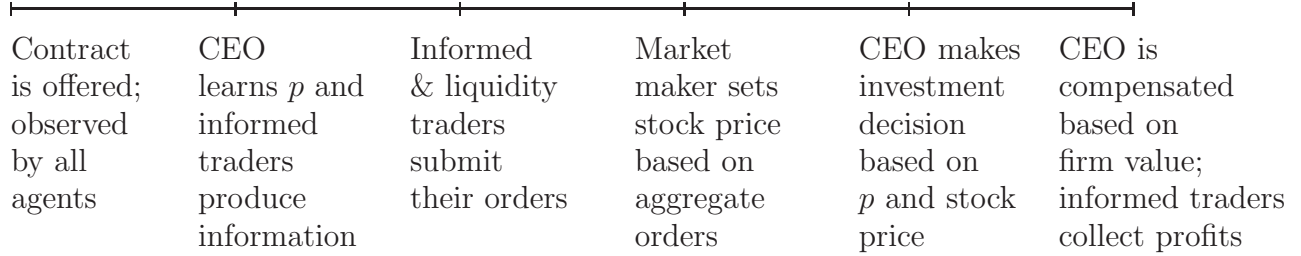 Contract
is offered;
observed
by all
agents
CEO
learns p and
informed
traders
produce
information
Informed
& liquidity
traders
submit
their orders
Market
maker sets
stock price
based on
aggregate
orders
CEO makes
investment
decision
based on
p and stock
price
CEO is
compensated
based on
firm value;
informed traders
collect profits